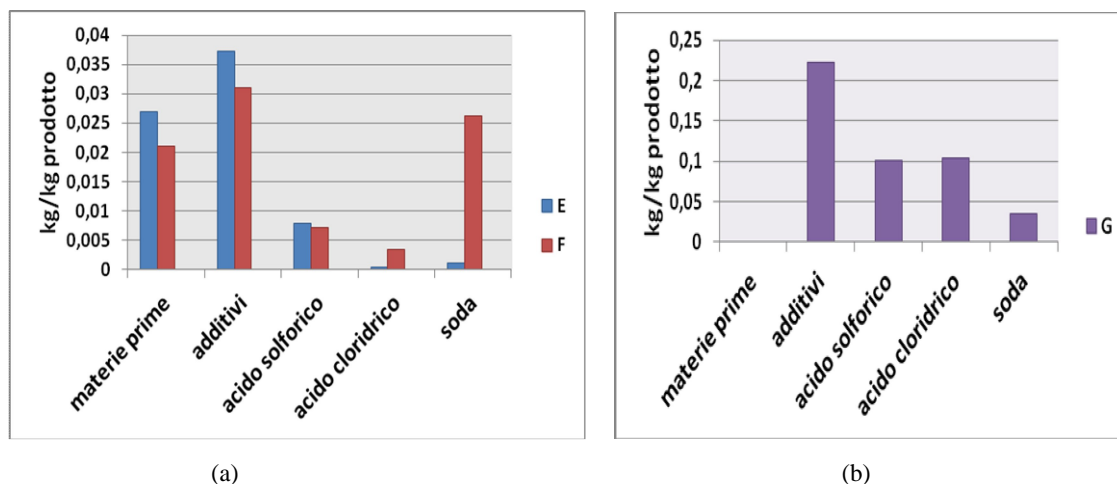 0,04
0,035
0,03
0,025
0,02
0,015
0,01
0,005
0
kg/kg prodotto
materie prime
additivi
acido solforico
acido cloridrico
soda
E
F
(a)
0,25
0,2
0,15
0,1
0,05
0
kg/kg prodotto
materie prime
additivi
acido solforico
acido cloridrico
soda
G
(b)